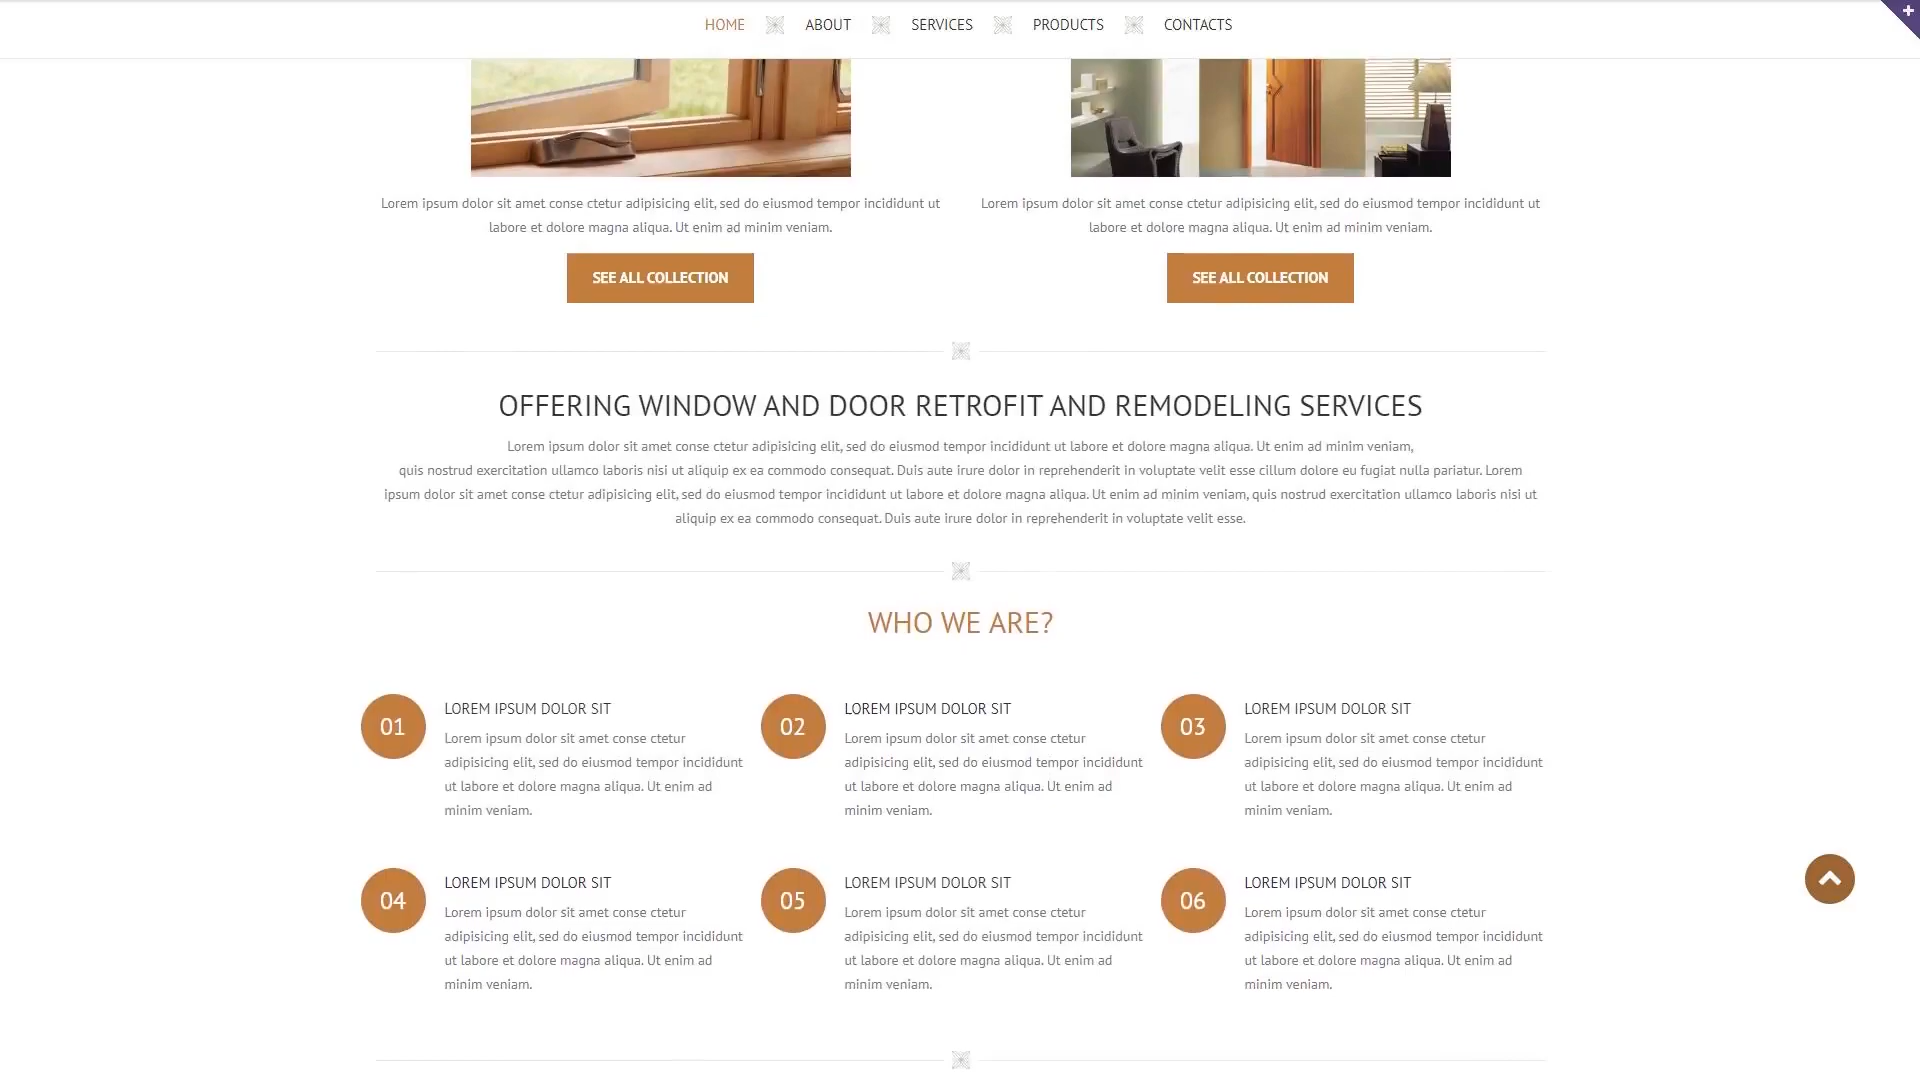 HOME ABOUT SERVICES PRODUCTS CONTACTS
Lorem ipsum dolor sit amet conse ctetur adipisicing elit, sed do eiusmod tempor incididunt ut
labore et dolore magna aliqua. Ut enim ad minim veniam.
SEE ALL COLLECTION
Lorem ipsum dolor sit amet conse ctetur adipisicing elit, sed do eiusmod tempor incididunt ut
labore et dolore magna aliqua. Ut enim ad minim veniam.
SEE ALL COLLECTION
OFFERING WINDOW AND DOOR RETROFIT AND REMODELING SERVICES
Lorem ipsum dolor sit amet conse ctetur adipisicing elit, sed do eiusmod tempor incididunt ut labore et dolore magna aliqua. Ut enim ad minim veniam,
quis nostrud exercitation ullamco laboris nisi ut aliquip ex ea commodo consequat. Duis aute irure dolor in reprehenderit in voluptate velit esse cillum dolore eu fugiat nulla pariatur. Lorem
ipsum dolor sit amet conse ctetur adipisicing elit, sed do eiusmod tempor incididunt ut labore et dolore magna aliqua. Ut enim ad minim veniam, quis nostrud exercitation ullamco laboris nisi ut
aliquip ex ea commodo consequat. Duis aute irure dolor in reprehenderit in voluptate velit esse.
WHO WE ARE?
01
LOREM IPSUM DOLOR SIT
Lorem ipsum dolor sit amet conse ctetur
adipisicing elit, sed do eiusmod tempor incididunt
ut labore et dolore magna aliqua. Ut enim ad
minim veniam.
02
LOREM IPSUM DOLOR SIT
Lorem ipsum dolor sit amet conse ctetur
adipisicing elit, sed do eiusmod tempor incididunt
ut labore et dolore magna aliqua. Ut enim ad
minim veniam.
03
LOREM IPSUM DOLOR SIT
Lorem ipsum dolor sit amet conse ctetur
adipisicing elit, sed do eiusmod tempor incididunt
ut labore et dolore magna aliqua. Ut enim ad
minim veniam.
04
LOREM IPSUM DOLOR SIT
Lorem ipsum dolor sit amet conse ctetur
adipisicing elit, sed do eiusmod tempor incididunt
ut labore et dolore magna aliqua. Ut enim ad
minim veniam.
05
LOREM IPSUM DOLOR SIT
Lorem ipsum dolor sit amet conse ctetur
adipisicing elit, sed do eiusmod tempor incididunt
ut labore et dolore magna aliqua. Ut enim ad
minim veniam.
06
LOREM IPSUM DOLOR SIT
Lorem ipsum dolor sit amet conse ctetur
adipisicing elit, sed do eiusmod tempor incididunt
ut labore et dolore magna aliqua. Ut enim ad
minim veniam.